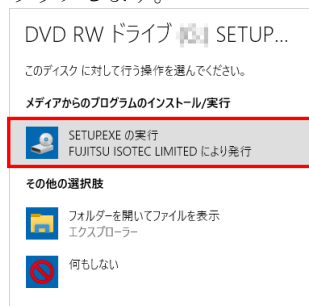 クリックします。
DVD RW ドライブ SETUP...
このディスク に対して行う操作を選んでください。
メディアからのプログラムのインストール/実行
SETUP.EXE の実行
FUJITSU ISOTEC LIMITED により発行
その他の選択肢
フォルダーを開いてファイルを表示
エクスプローラー
何もしない